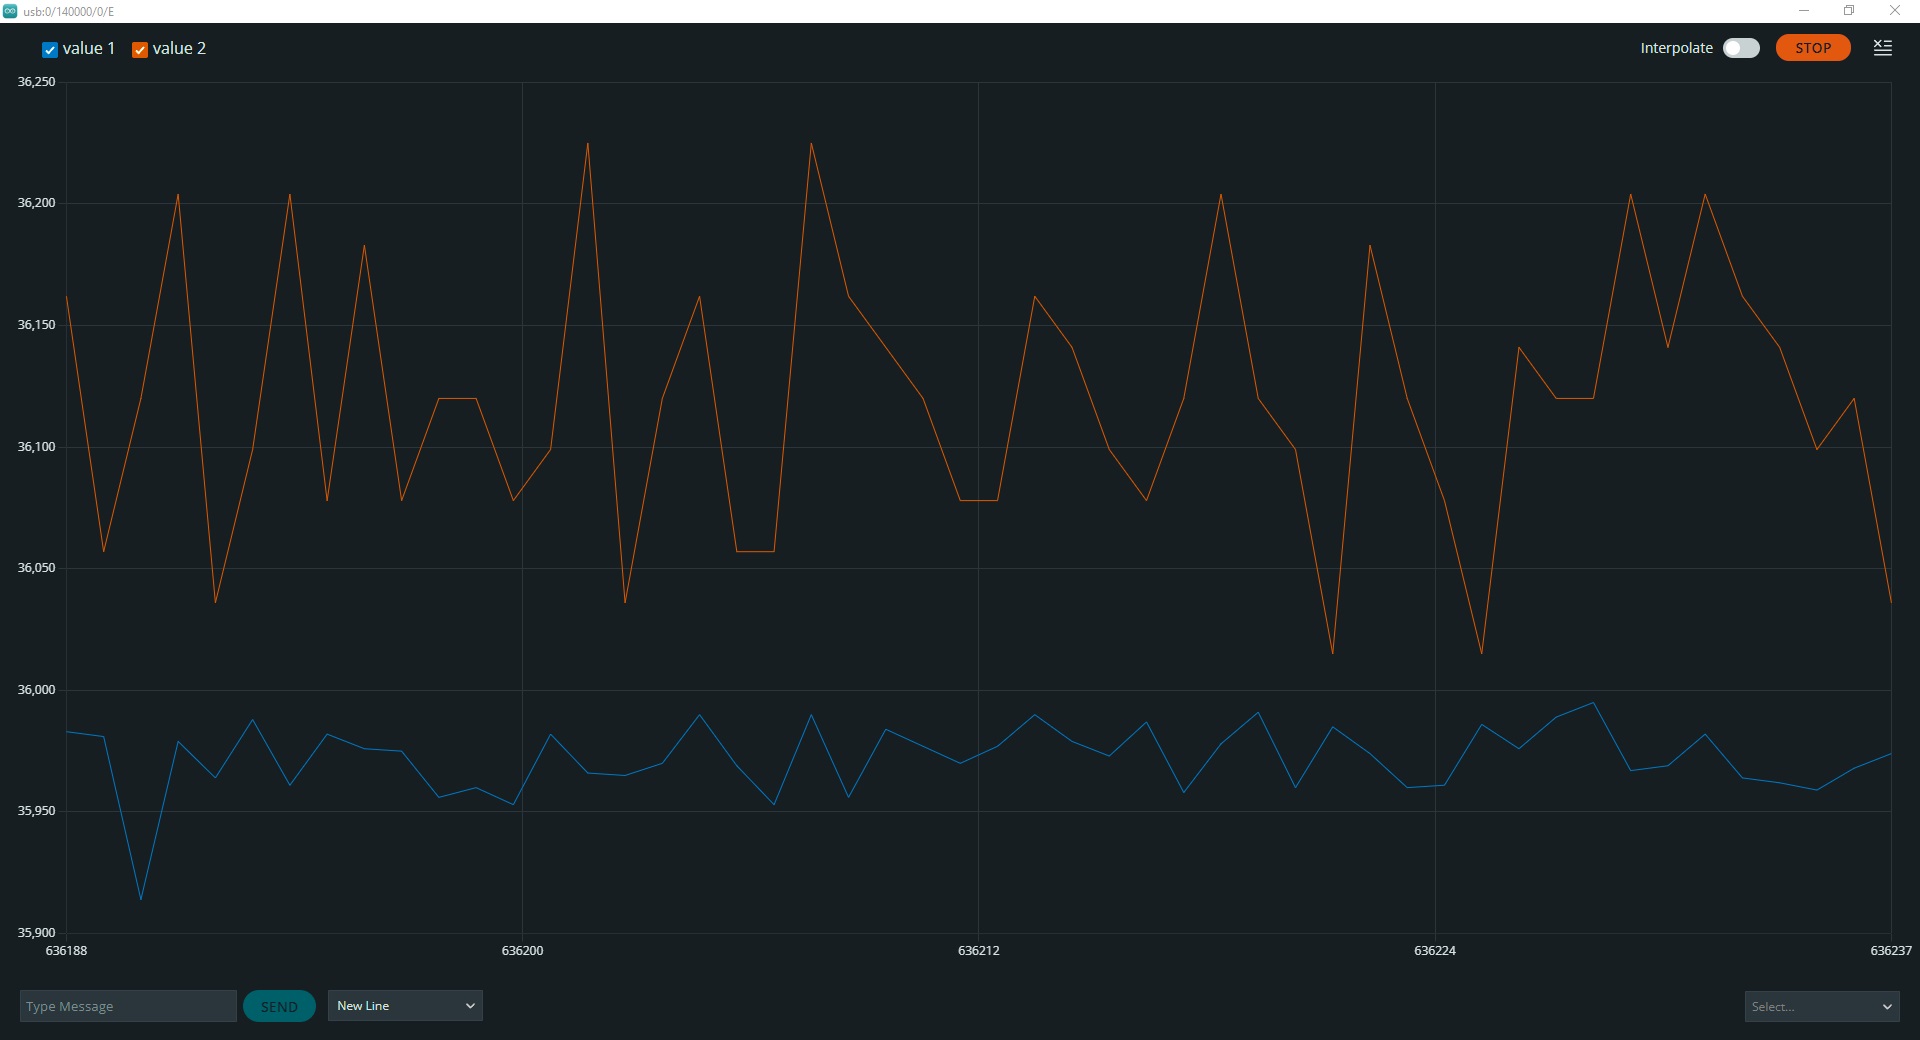 usb:0/140000/0/E
value 1 value 2 Interpolate STOP
36,250
36,200
36,150
36,100
36,050
36,000
35,950
35,900
636188 636200 636212 636224 636237
Type Message SEND New Line Select...